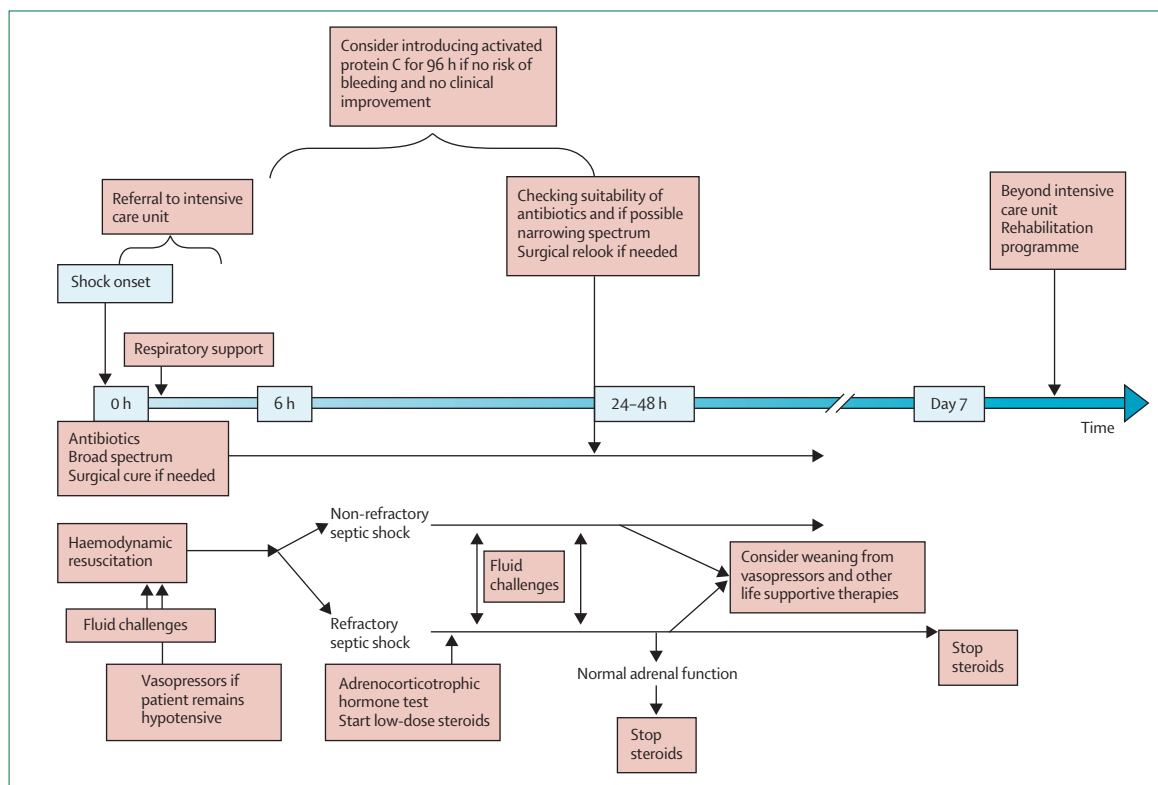 Consider introducing activated
protein C for 96 h if no risk of
bleeding and no clinical
improvement
Referral to intensive
care unit
Checking suitability of
antibiotics and if possible
narrowing spectrum
Surgical relook if needed
Beyond intensive
care unit
Rehabilitation
programme
Shock onset
Respiratory support
0 h
6 h
24–48 h
Day 7
Time
Antibiotics
Broad spectrum
Surgical cure if needed
Haemodynamic
resuscitation
Non-refractory
septic shock
Fluid
challenges
Consider weaning from
vasopressors and other
life supportive therapies
Fluid challenges
Refractory
septic shock
Vasopressors if
patient remains
hypotensive
Adrenocorticotrophic
hormone test
Start low-dose steroids
Normal adrenal function
Stop
steroids
Stop
steroids